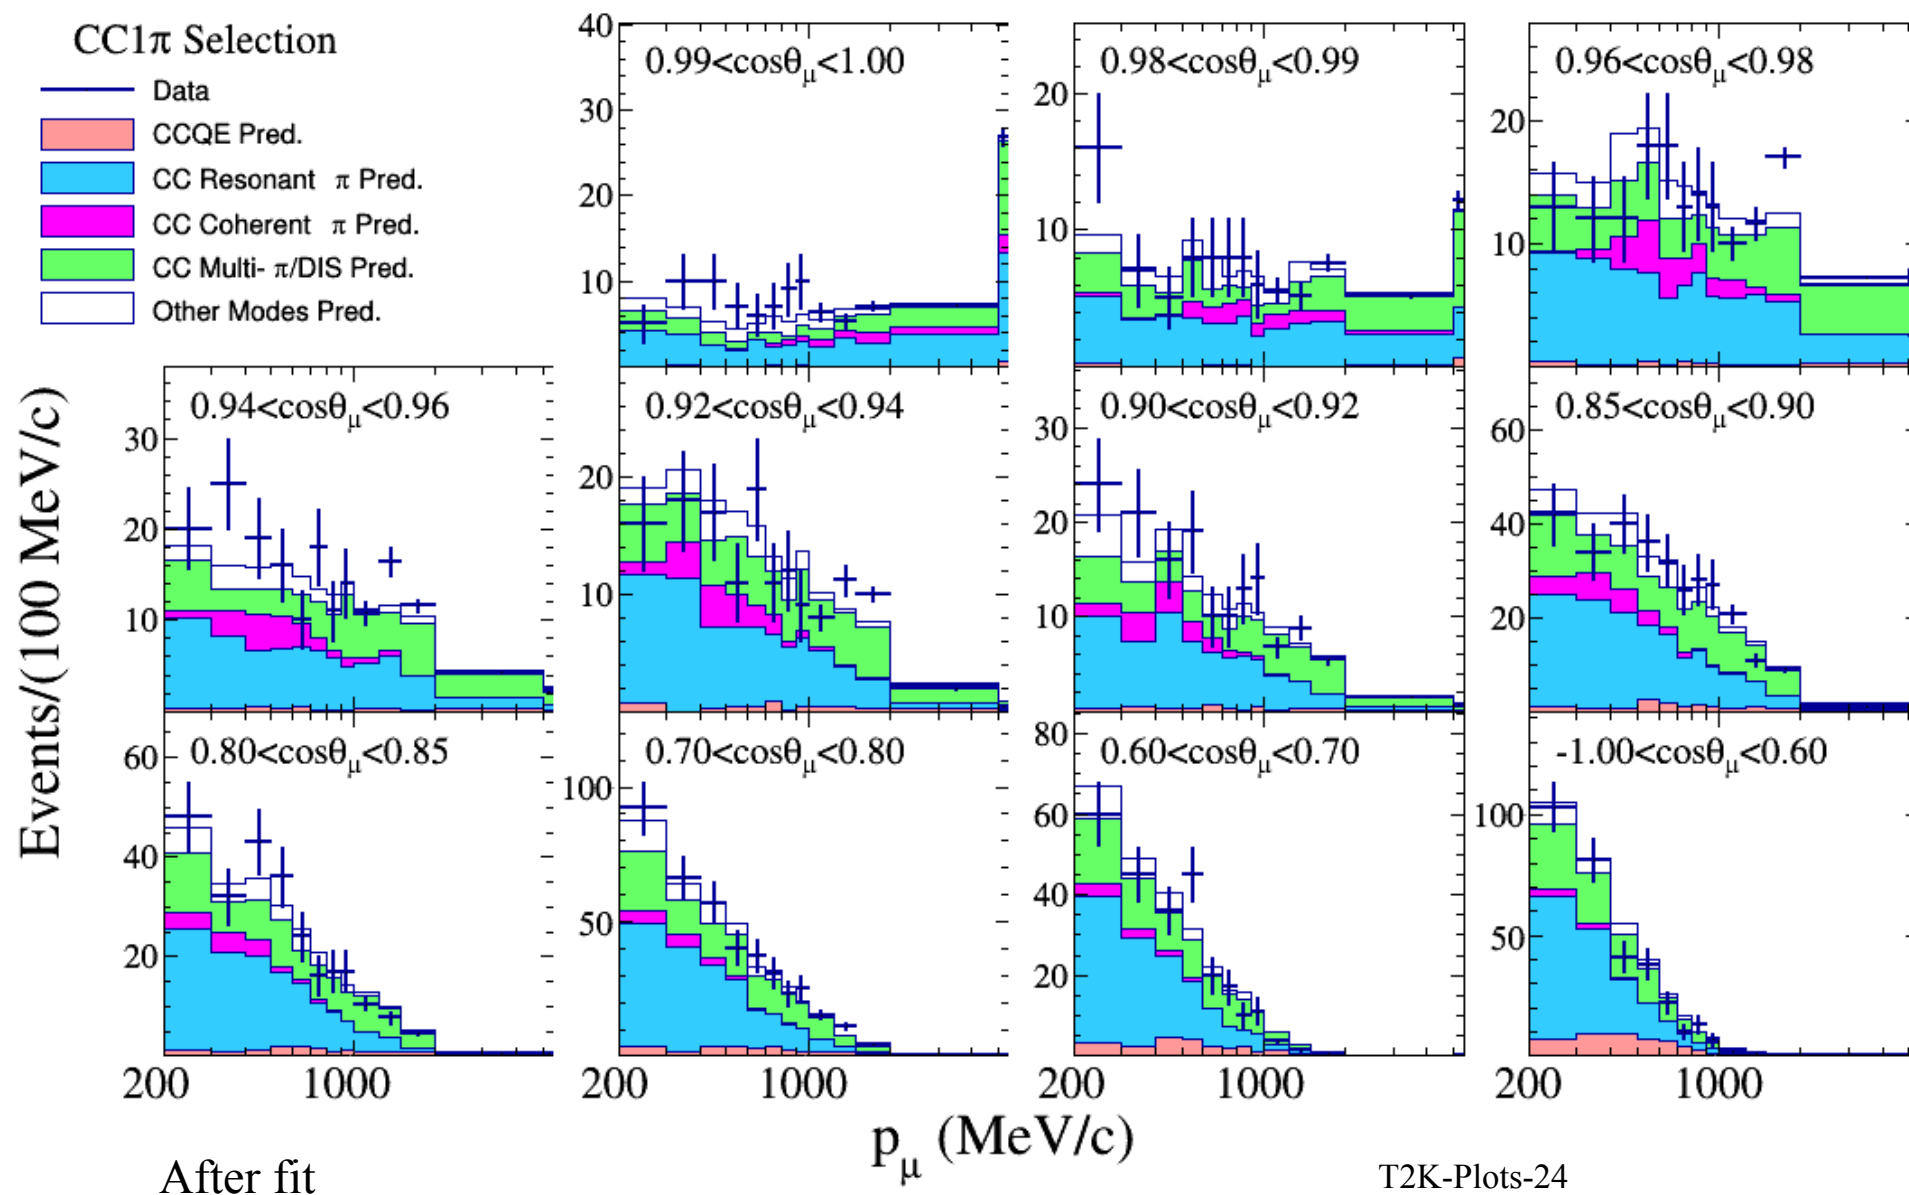 CC1π Selection
Data
CCQE Pred.
CC Resonant π Pred.
CC Coherent π Pred.
CC Multi- π/DIS Pred.
Other Modes Pred.
0.99<cosθμ<1.00
40
30
20
10
0.98<cosθμ<0.99
20
10
0.96<cosθμ<0.98
20
10
Events/(100 MeV/c)
0.94<cosθμ<0.96
30
20
10
0.92<cosθμ<0.94
20
10
0.90<cosθμ<0.92
30
20
10
0.85<cosθμ<0.90
60
40
20
0.80<cosθμ<0.85
60
40
20
0.70<cosθμ<0.80
100
50
0.60<cosθμ<0.70
80
60
40
20
-1.00<cosθμ<0.60
100
50
200 1000 200 1000 200 1000 200 1000
pμ (MeV/c)
After fit
T2K-Plots-24